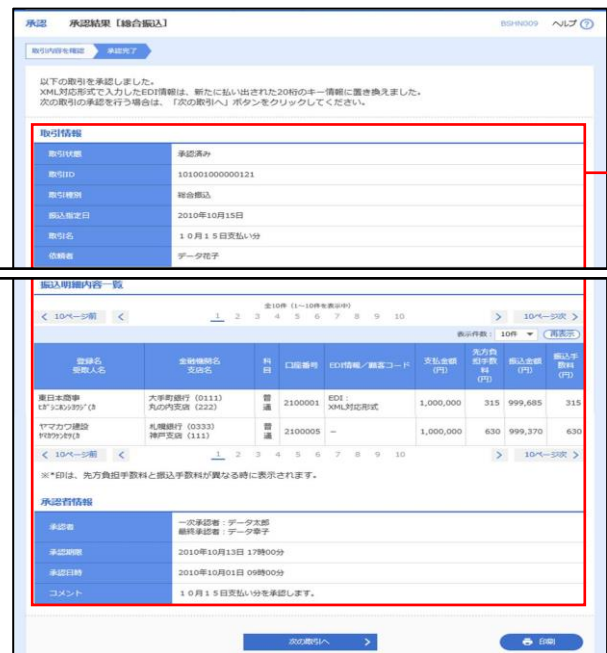 承認 承認結果［総合振込］ BSHN009 ヘルプ ?
取引内容を確認 承認完了
以下の取引を承認しました。
XML対応形式で入力したEDI情報は、新たに払い出された20桁のキー情報に置き換えました。
次の取引の承認を行う場合は、「次の取引へ」ボタンをクリックしてください。
取引情報
取引状態 承認済み
取引ID 101001000000121
取引種別 総合振込
振込指定日 2010年10月15日
取引名 10月15日支払い分
依頼者 データ花子
振込明細内容一覧
全10件（1～10件を表示中）
< 10ページ前 < 1 2 3 4 5 6 7 8 9 10 > 10ページ次 >
表示件数： 10件 再表示
登録名
受取人名
金融機関名
支店名
科目
口座番号
EDI情報／顧客コード
支払金額
（円）
先方負担手数料
（円）
振込金額
（円）
振込手数料
（円）
東日本商事 大手町銀行（0111） 普通 2100001 EDI： 1,000,000 315 999,685 315
ﾋｶﾞｼﾆﾎﾝｼﾖｳｼﾞ(ｶ 丸の内支店（222） XML対応形式
ヤマカワ建設 札幌銀行（0333） 普通 2100005 － 1,000,000 630 999,370 630
ﾔﾏｶﾜｹﾝｾﾂ(ｶ 神戸支店（111）
< 10ページ前 < 1 2 3 4 5 6 7 8 9 10 > 10ページ次 >
※*印は、先方負担手数料と振込手数料が異なる時に表示されます。
承認者情報
承認者 一次承認者：データ太郎
最終承認者：データ幸子
承認期限 2010年10月13日 17時00分
承認日時 2010年10月01日 09時00分
コメント 10月15日支払い分を承認します。
次の取引へ >
印刷